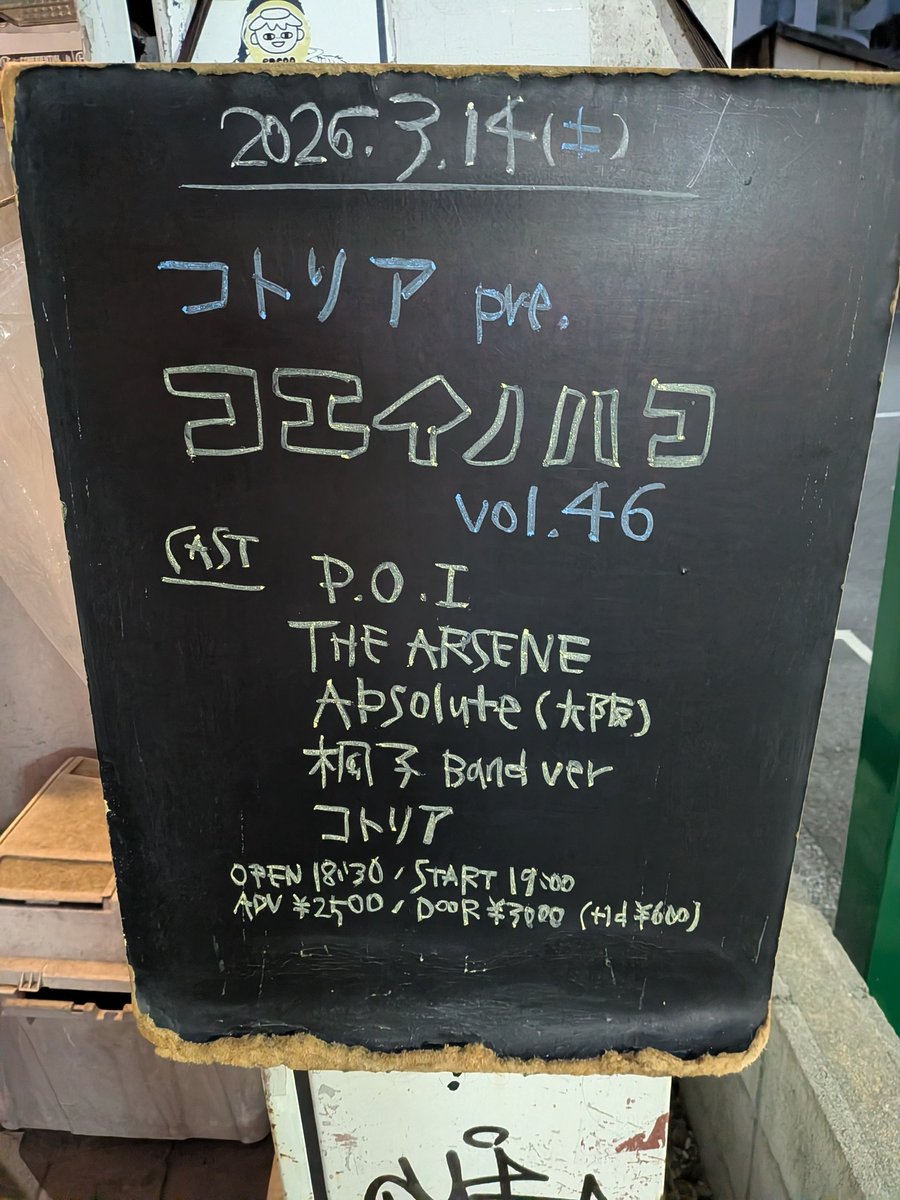 2026.3.14(土)
コトリア pre.
コエイノハコ
vol.46
CAST
P.O.I
THE ARSENE
Absolute(大阪)
桐子 Band ver
コトリア
OPEN 18:30 / START 19:00
ADV ¥2500 / DOOR ¥3000 (+1d ¥600)